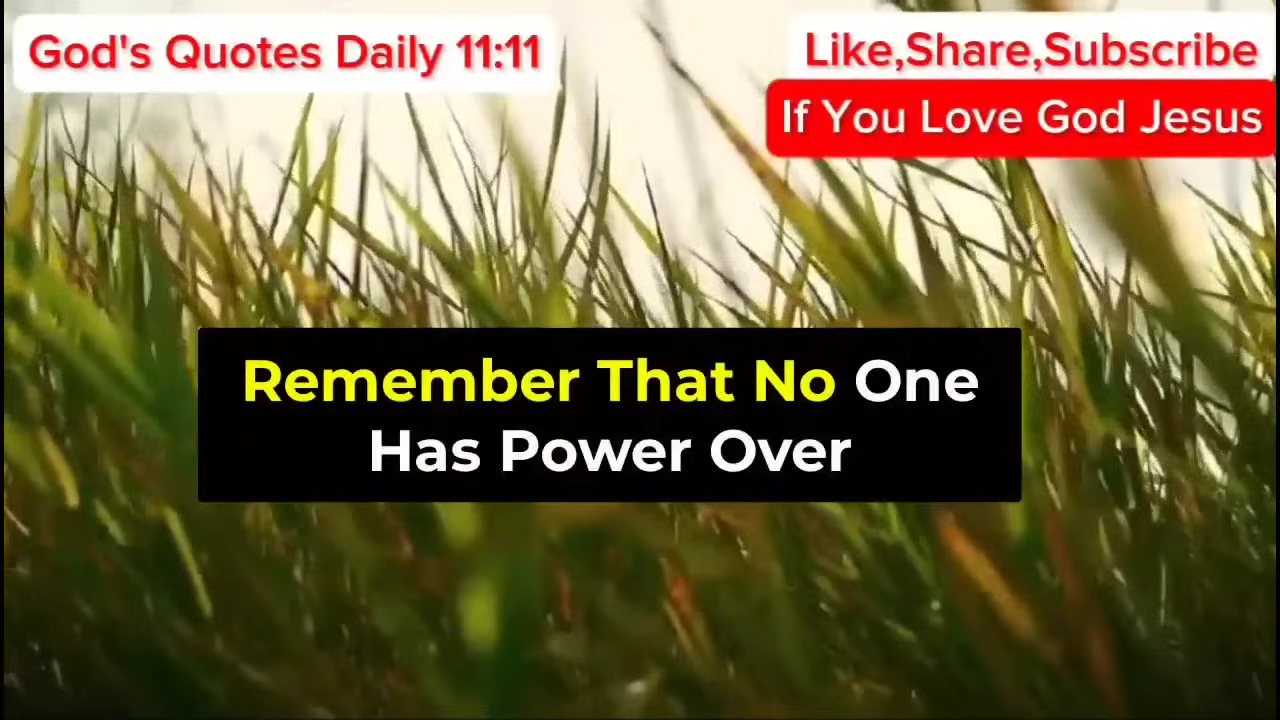 God's Quotes Daily 11:11
Like,Share,Subscribe
If You Love God Jesus
Remember That No One
Has Power Over